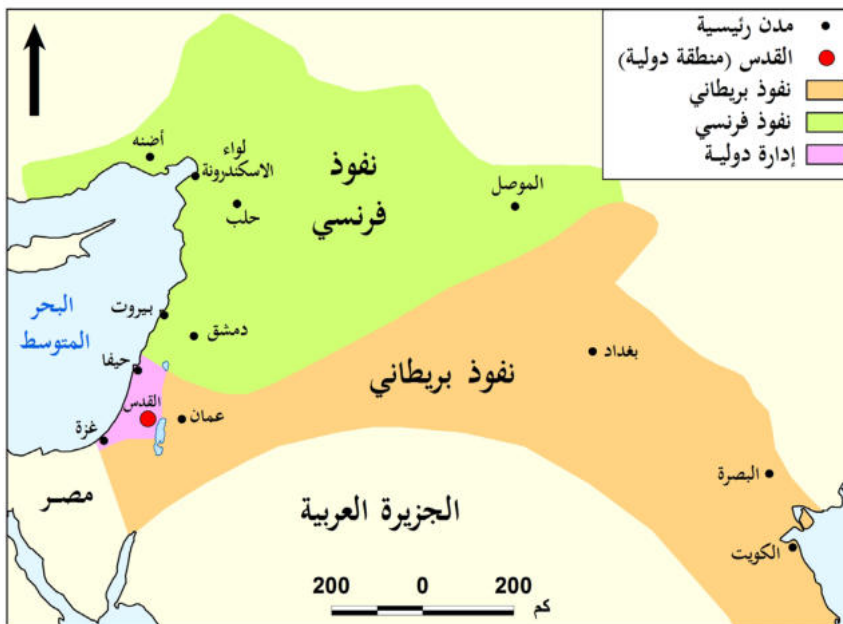 مدن رئيسية
القدس (منطقة دولية)
نفوذ بريطاني
نفوذ فرنسي
إدارة دولية
أضنه
لواء
الاسكندرونة
حلب
نفوذ
فرنسي
الموصل
البحر
المتوسط
بيروت
دمشق
حيفا
القدس
غزة
عمان
نفوذ بريطاني
بغداد
البصرة
الكويت
مصر
الجزيرة العربية
200 0 200
كم